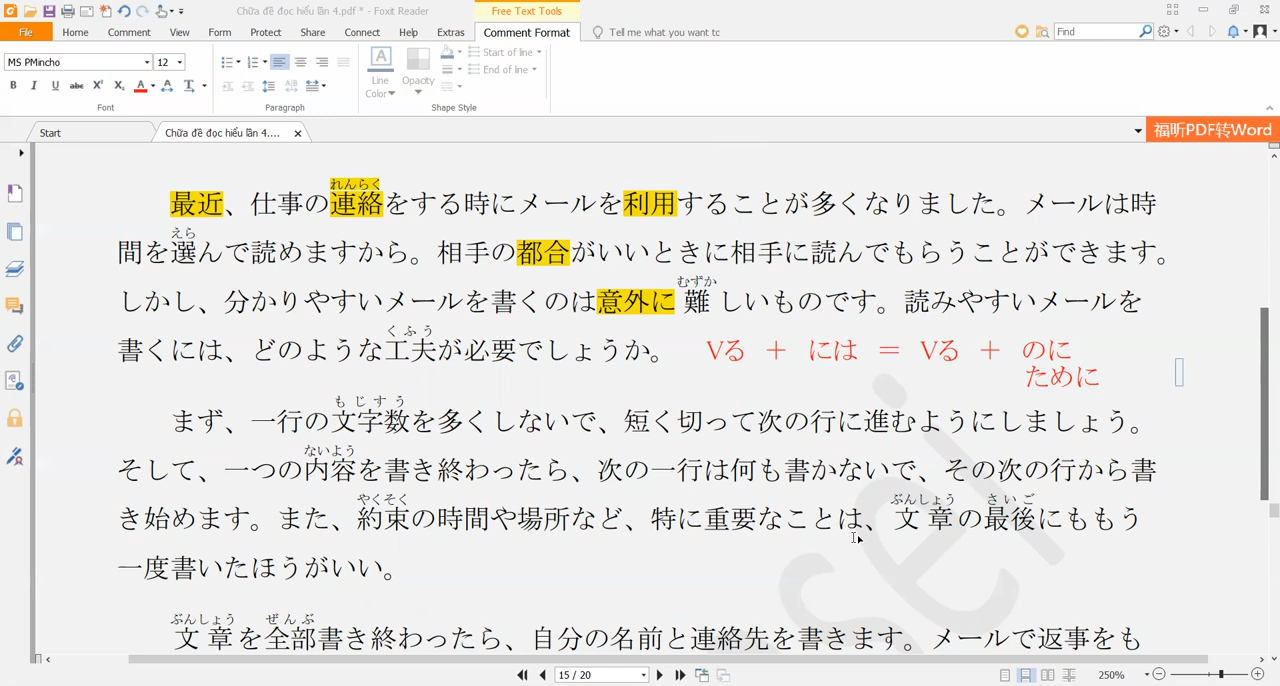 Chữa đề đọc hiểu lần 4.pdf * - Foxit Reader
Free Text Tools
File Home Comment View Form Protect Share Connect Help Extras Comment Format Tell me what you want tc Find
MS PMincho 12
Line Color
Opacity
Start of line
End of line
Font
Paragraph
Shape Style
Start
Chữa đề đọc hiểu lần 4....
福昕PDF转Word
れんらく
最近、仕事の連絡をする時にメールを利用することが多くなりました。メールは時
えら
間を選んで読めますから。相手の都合がいいときに相手に読んでもらうことができます。
むずか
しかし、分かりやすいメールを書くのは意外に難しいものです。読みやすいメールを
くふう
書くには、どのような工夫が必要でしょうか。 Vる + には = Vる + のに
ために
もじすう
まず、一行の文字数を多くしないで、短く切って次の行に進むようにしましょう。
ないよう
そして、一つの内容を書き終わったら、次の一行は何も書かないで、その次の行から書
やくそく ぶんしょう さいご
き始めます。また、約束の時間や場所など、特に重要なことは、文章の最後にももう
一度書いたほうがいい。
ぶんしょう ぜんぶ
文章を全部書き終わったら、自分の名前と連絡先を書きます。メールで返事をも
sei
15 / 20
250%